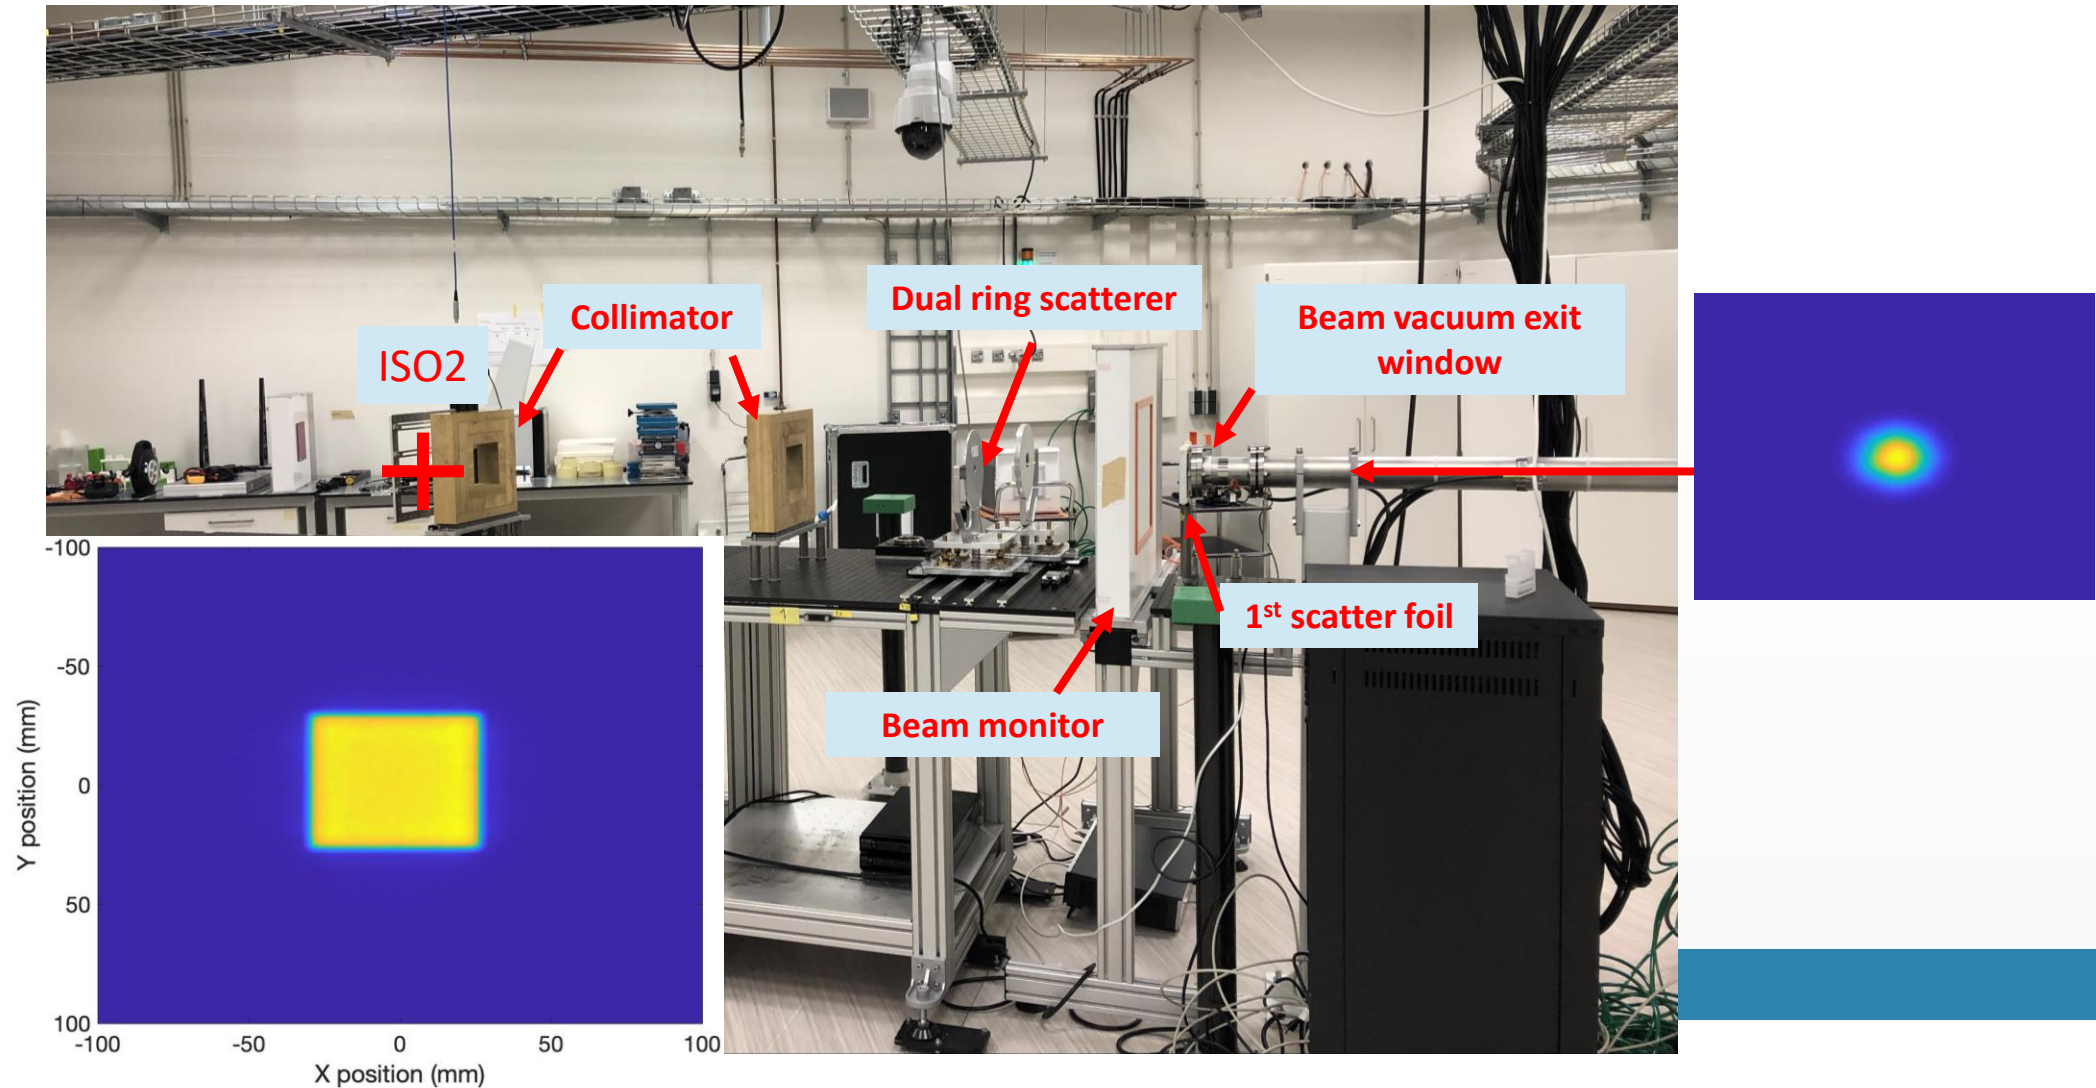 Dual ring scatterer
Beam vacuum exit
window
Collimator
ISO2
1st scatter foil
Beam monitor
1
-100
-50
0
50
100
Y position (mm)
-100
-50
0
50
100
X position (mm)